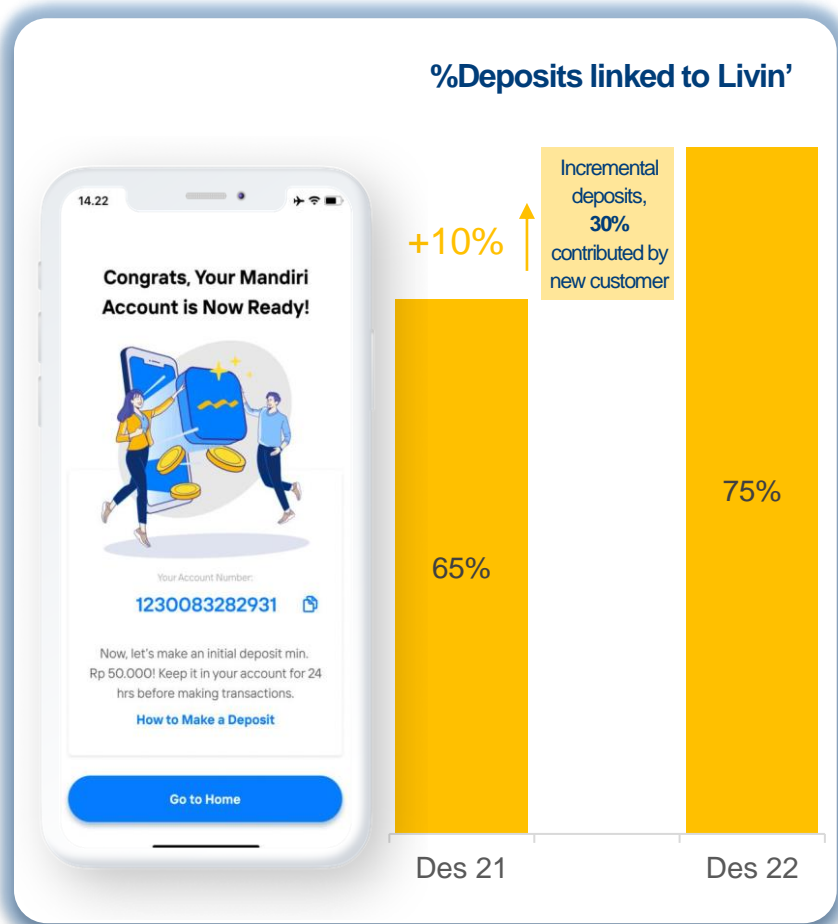 %Deposits linked to Livin’
14.22
Congrats, Your Mandiri
Account is Now Ready!
Your Account Number:
1230083282931
Now, let's make an initial deposit min.
Rp 50.000! Keep it in your account for 24
hrs before making transactions.
How to Make a Deposit
Go to Home
+10%
Incremental
deposits,
30%
contributed by
new customer
65%
75%
Des 21
Des 22